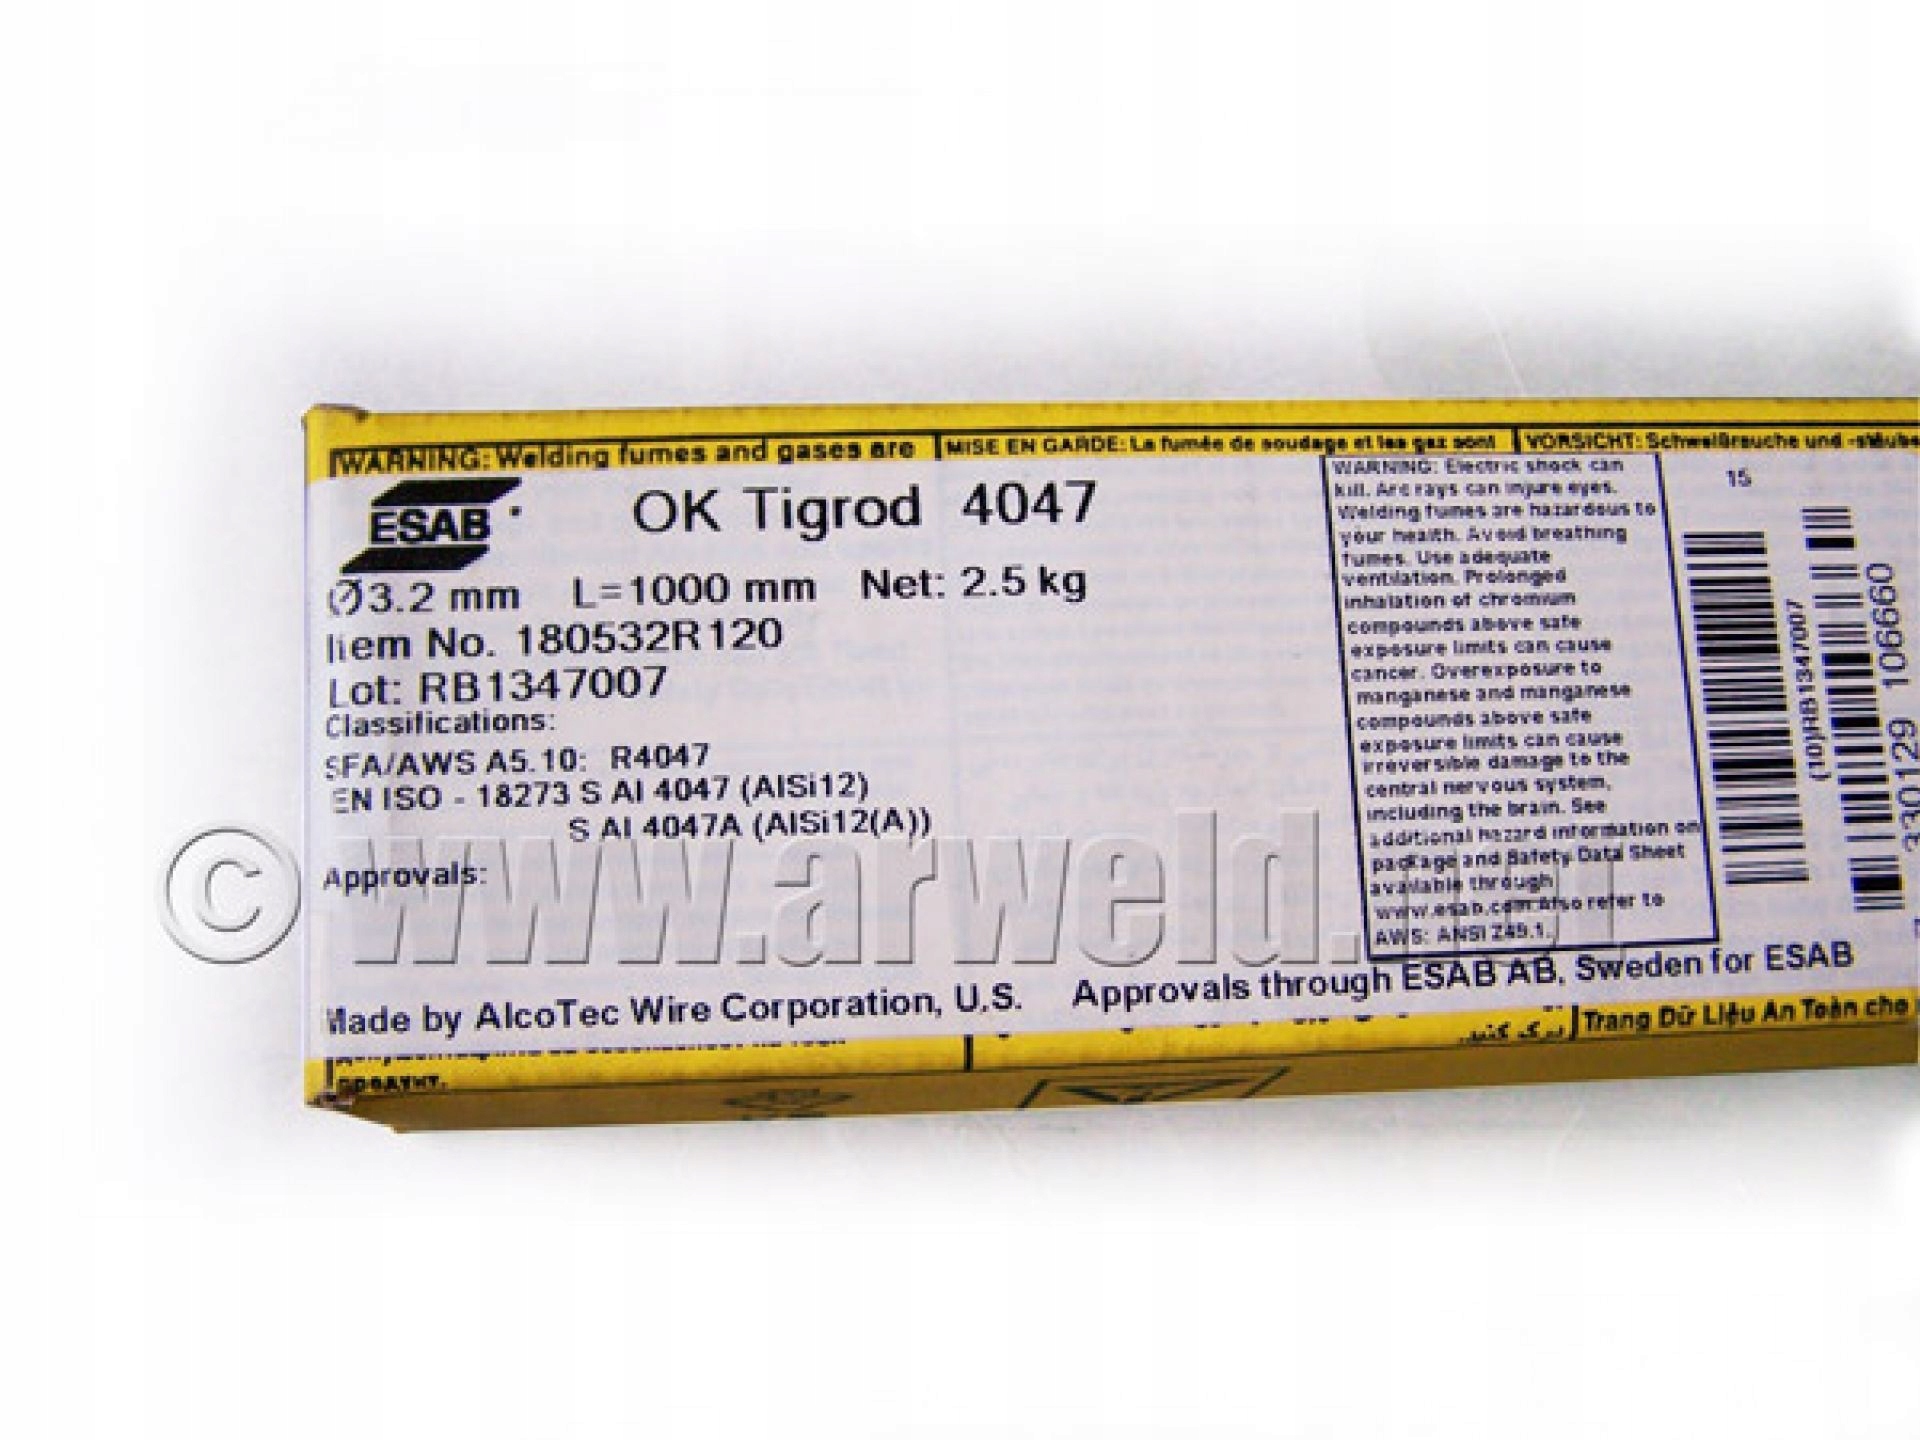 WARNING: Welding fumes and gases are
MISE EN GARDE: La fumée de soudage et les gaz sont
VORSICHT: Schweißrauche und -stäube
ESAB
OK Tigrod 4047
Ø3.2 mm L=1000 mm Net: 2.5 kg
Item No. 180532R120
Lot: RB1347007
Classifications:
SFA/AWS A5.10: R4047
EN ISO - 18273 S Al 4047 (AlSi12)
S Al 4047A (AlSi12(A))
Approvals:
Made by AlcoTec Wire Corporation, U.S.
Approvals through ESAB AB, Sweden for ESAB
WARNING: Electric shock can
kill. Arc rays can injure eyes.
Welding fumes are hazardous to
your health. Avoid breathing
fumes. Use adequate
ventilation. Prolonged
inhalation of chromium
compounds above safe
exposure limits can cause
cancer. Overexposure to
manganese and manganese
compounds above safe
exposure limits can cause
irreversible damage to the
central nervous system,
including the brain. See
additional hazard information on
package and Safety Data Sheet
available through
www.esab.com Also refer to
AWS: ANSI Z49.1.
15
(10)RB1347007
330129 106660
Trang Dữ Liệu An Toàn cho
© www.arweld.